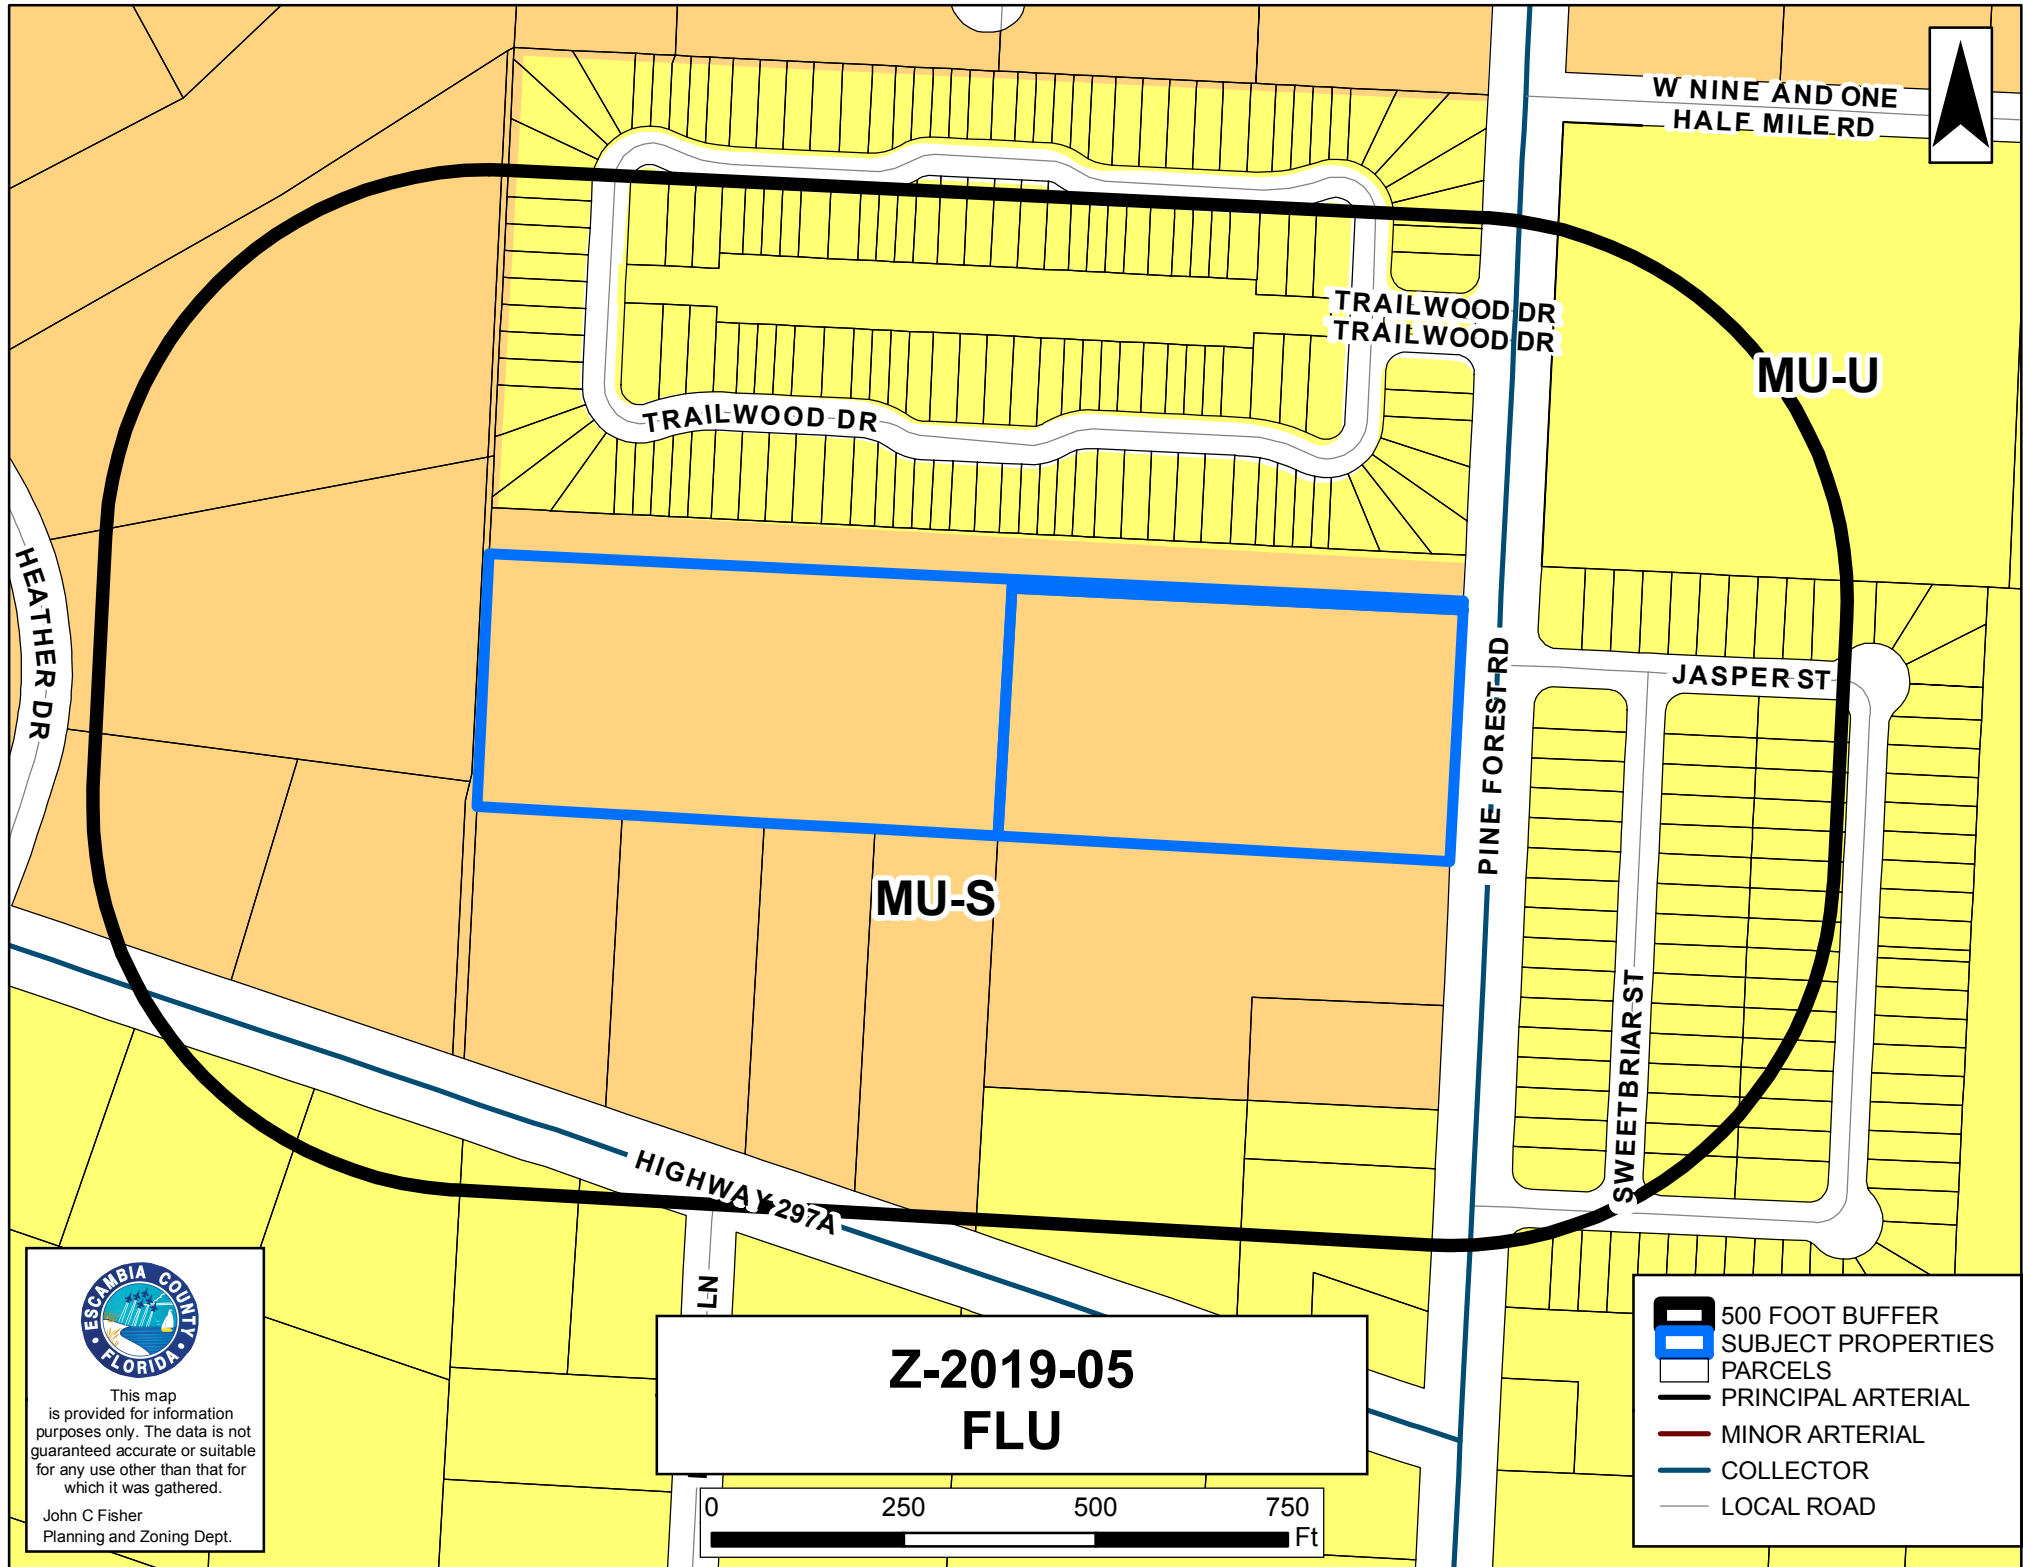 W NINE AND ONE
HALF MILE RD
TRAILWOOD DR
TRAILWOOD DR
MU-U
TRAILWOOD DR
HEATHER DR
JASPER ST
PINE FOREST RD
MU-S
SWEETBRIAR ST
HIGHWAY 297A
LN
ESCAMBIA COUNTY
FLORIDA
This map
is provided for information
purposes only. The data is not
guaranteed accurate or suitable
for any use other than that for
which it was gathered.
John C Fisher
Planning and Zoning Dept.
Z-2019-05
FLU
0 250 500 750
Ft
500 FOOT BUFFER
SUBJECT PROPERTIES
PARCELS
PRINCIPAL ARTERIAL
MINOR ARTERIAL
COLLECTOR
LOCAL ROAD